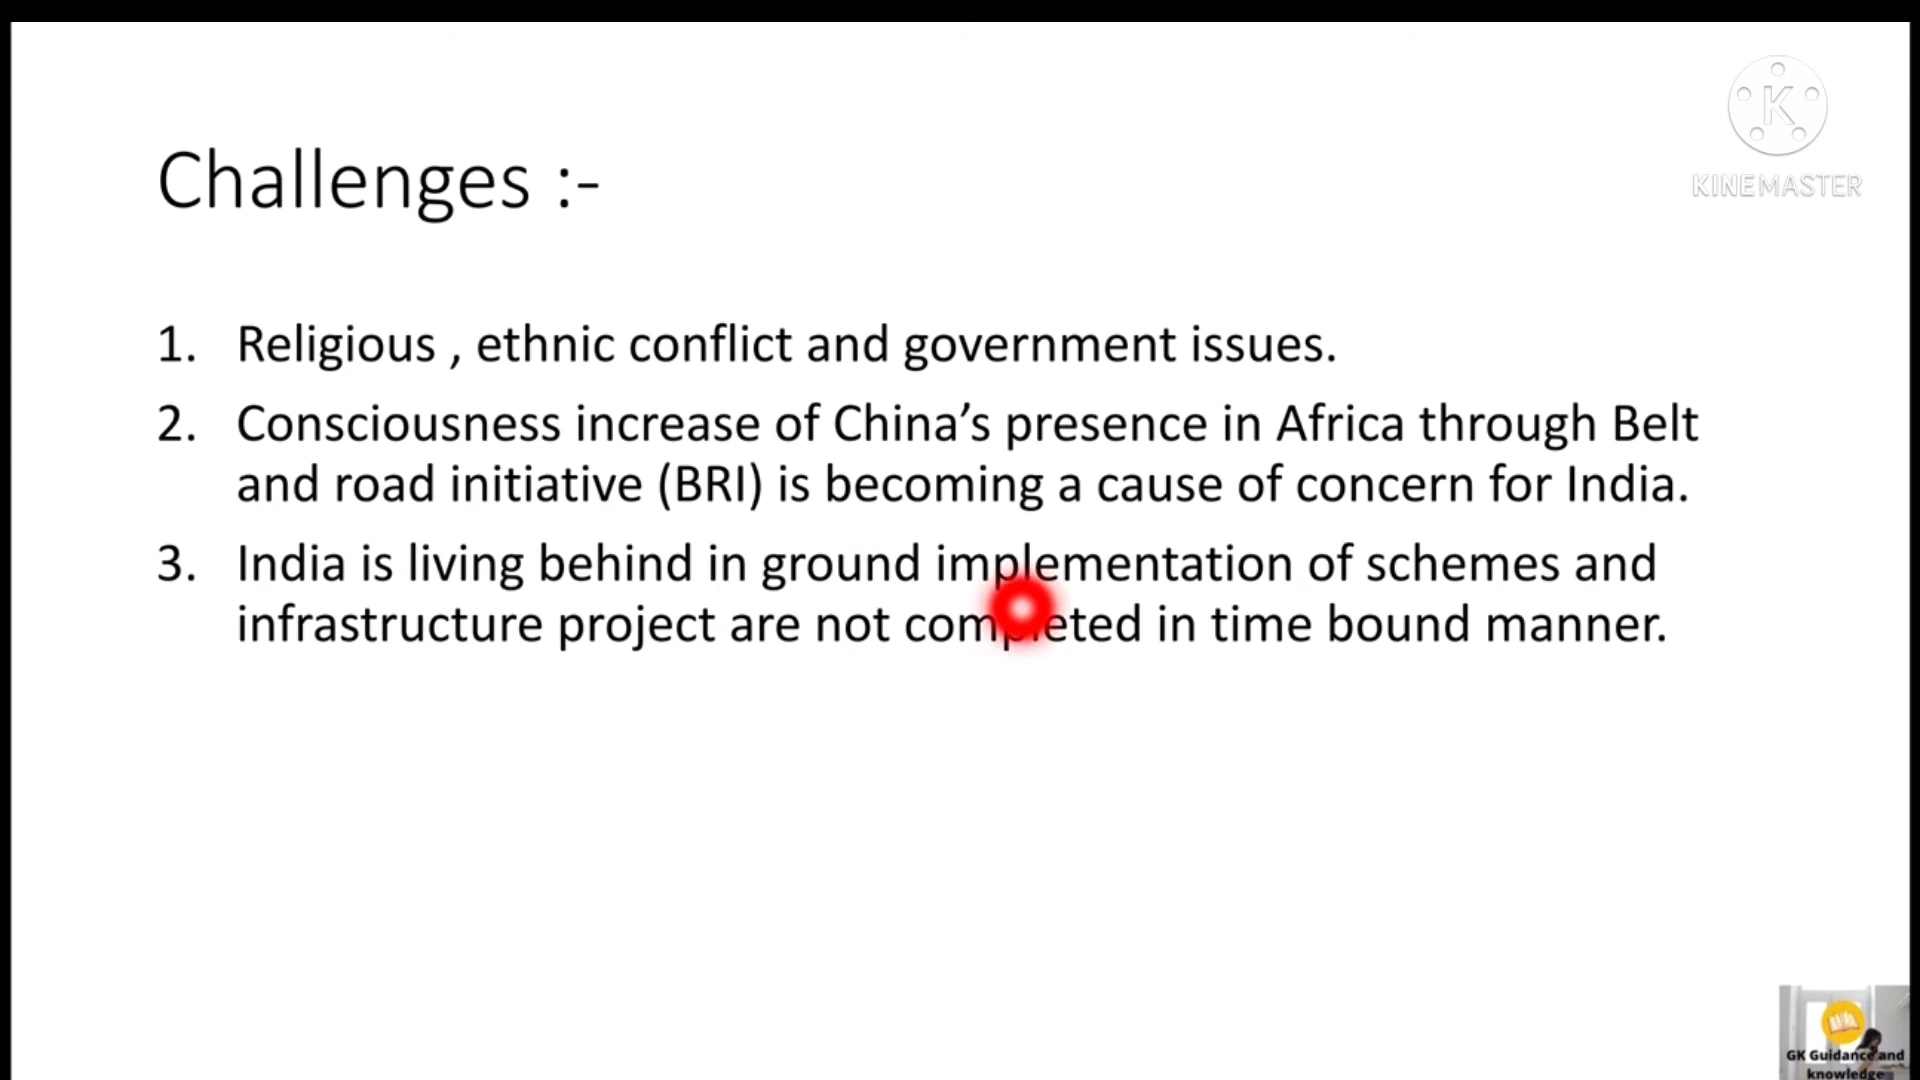 K
KINEMASTER
Challenges :-
1. Religious , ethnic conflict and government issues.
2. Consciousness increase of China’s presence in Africa through Belt
and road initiative (BRI) is becoming a cause of concern for India.
3. India is living behind in ground implementation of schemes and
infrastructure project are not completed in time bound manner.
GK Guidance and
knowledge